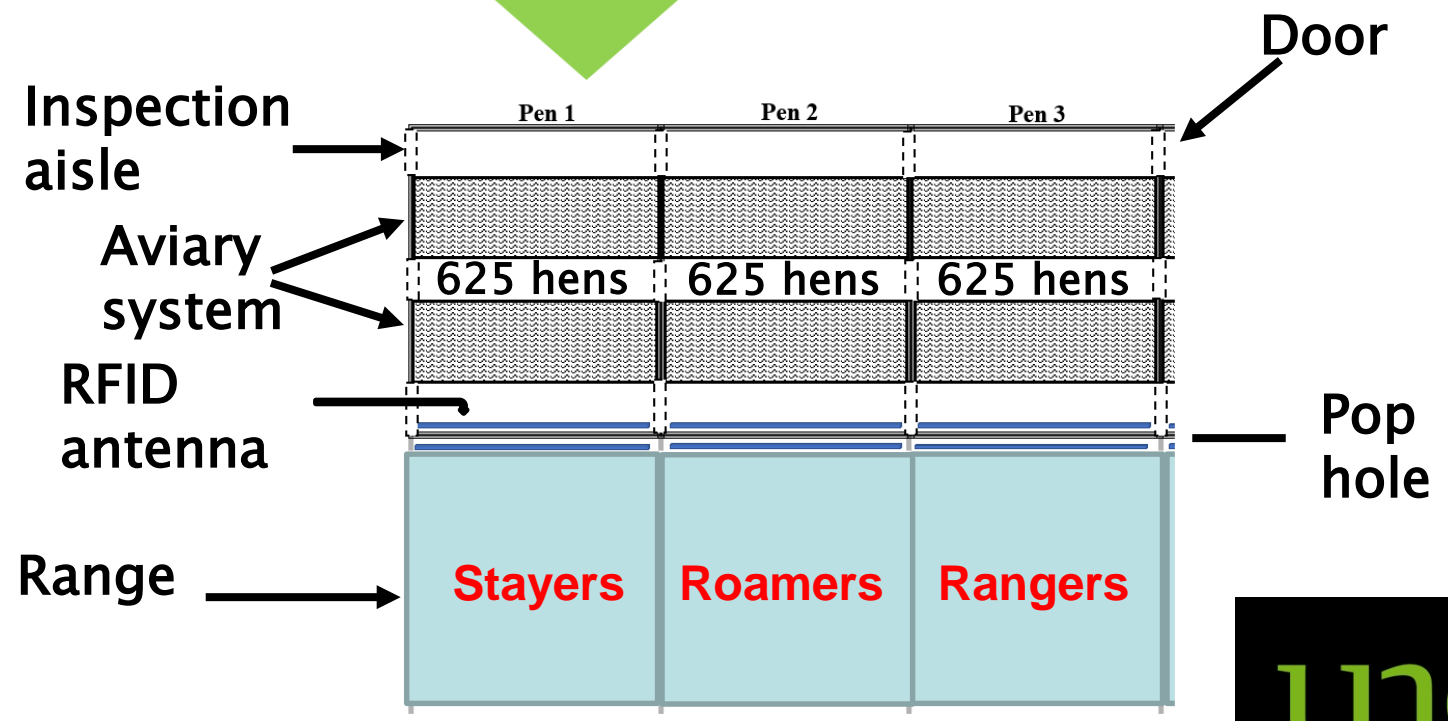 Door
Inspection
aisle
Pen 1 Pen 2 Pen 3
Aviary
system
625 hens 625 hens 625 hens
RFID
antenna
Pop
hole
Range
Stayers Roamers Rangers